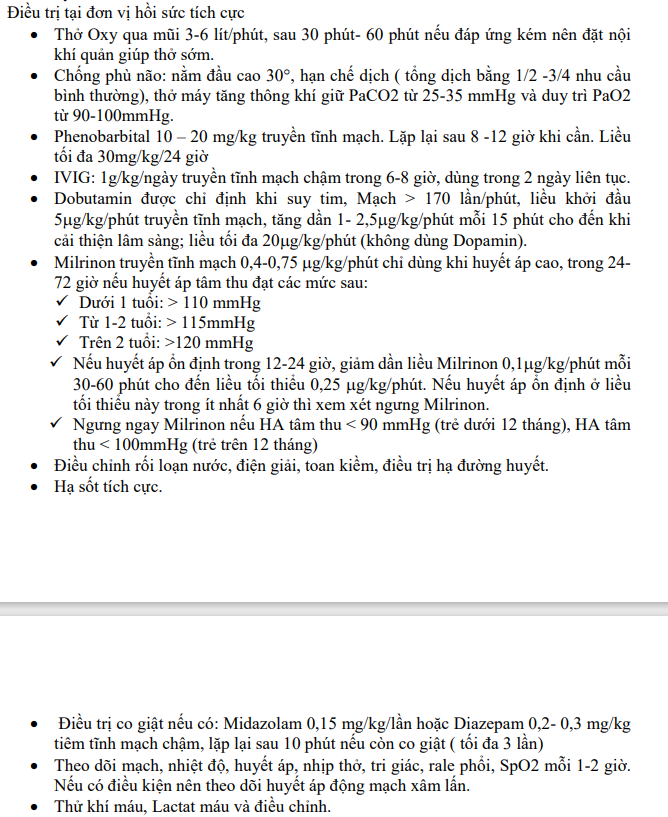 Điều trị tại đơn vị hồi sức tích cực
• Thở Oxy qua mũi 3-6 lít/phút, sau 30 phút- 60 phút nếu đáp ứng kém nên đặt nội
khí quản giúp thở sớm.
• Chống phù não: nằm đầu cao 30°, hạn chế dịch ( tổng dịch bằng 1/2 -3/4 nhu cầu
bình thường), thở máy tăng thông khí giữ PaCO2 từ 25-35 mmHg và duy trì PaO2
từ 90-100mmHg.
• Phenobarbital 10 – 20 mg/kg truyền tĩnh mạch. Lặp lại sau 8 -12 giờ khi cần. Liều
tối đa 30mg/kg/24 giờ
• IVIG: 1g/kg/ngày truyền tĩnh mạch chậm trong 6-8 giờ, dùng trong 2 ngày liên tục.
• Dobutamin được chỉ định khi suy tim, Mạch > 170 lần/phút, liều khởi đầu
5µg/kg/phút truyền tĩnh mạch, tăng dần 1- 2,5µg/kg/phút mỗi 15 phút cho đến khi
cải thiện lâm sàng; liều tối đa 20µg/kg/phút (không dùng Dopamin).
• Milrinon truyền tĩnh mạch 0,4-0,75 µg/kg/phút chỉ dùng khi huyết áp cao, trong 24-
72 giờ nếu huyết áp tâm thu đạt các mức sau:
✓ Dưới 1 tuổi: > 110 mmHg
✓ Từ 1-2 tuổi: > 115mmHg
✓ Trên 2 tuổi: >120 mmHg
✓ Nếu huyết áp ổn định trong 12-24 giờ, giảm dần liều Milrinon 0,1µg/kg/phút mỗi
30-60 phút cho đến liều tối thiểu 0,25 µg/kg/phút. Nếu huyết áp ổn định ở liều
tối thiểu này trong ít nhất 6 giờ thì xem xét ngưng Milrinon.
✓ Ngưng ngay Milrinon nếu HA tâm thu < 90 mmHg (trẻ dưới 12 tháng), HA tâm
thu < 100mmHg (trẻ trên 12 tháng)
• Điều chỉnh rối loạn nước, điện giải, toan kiềm, điều trị hạ đường huyết.
• Hạ sốt tích cực.
• Điều trị co giật nếu có: Midazolam 0,15 mg/kg/lần hoặc Diazepam 0,2- 0,3 mg/kg
tiêm tĩnh mạch chậm, lặp lại sau 10 phút nếu còn co giật ( tối đa 3 lần)
• Theo dõi mạch, nhiệt độ, huyết áp, nhịp thở, tri giác, rale phổi, SpO2 mỗi 1-2 giờ.
Nếu có điều kiện nên theo dõi huyết áp động mạch xâm lấn.
• Thử khí máu, Lactat máu và điều chỉnh.